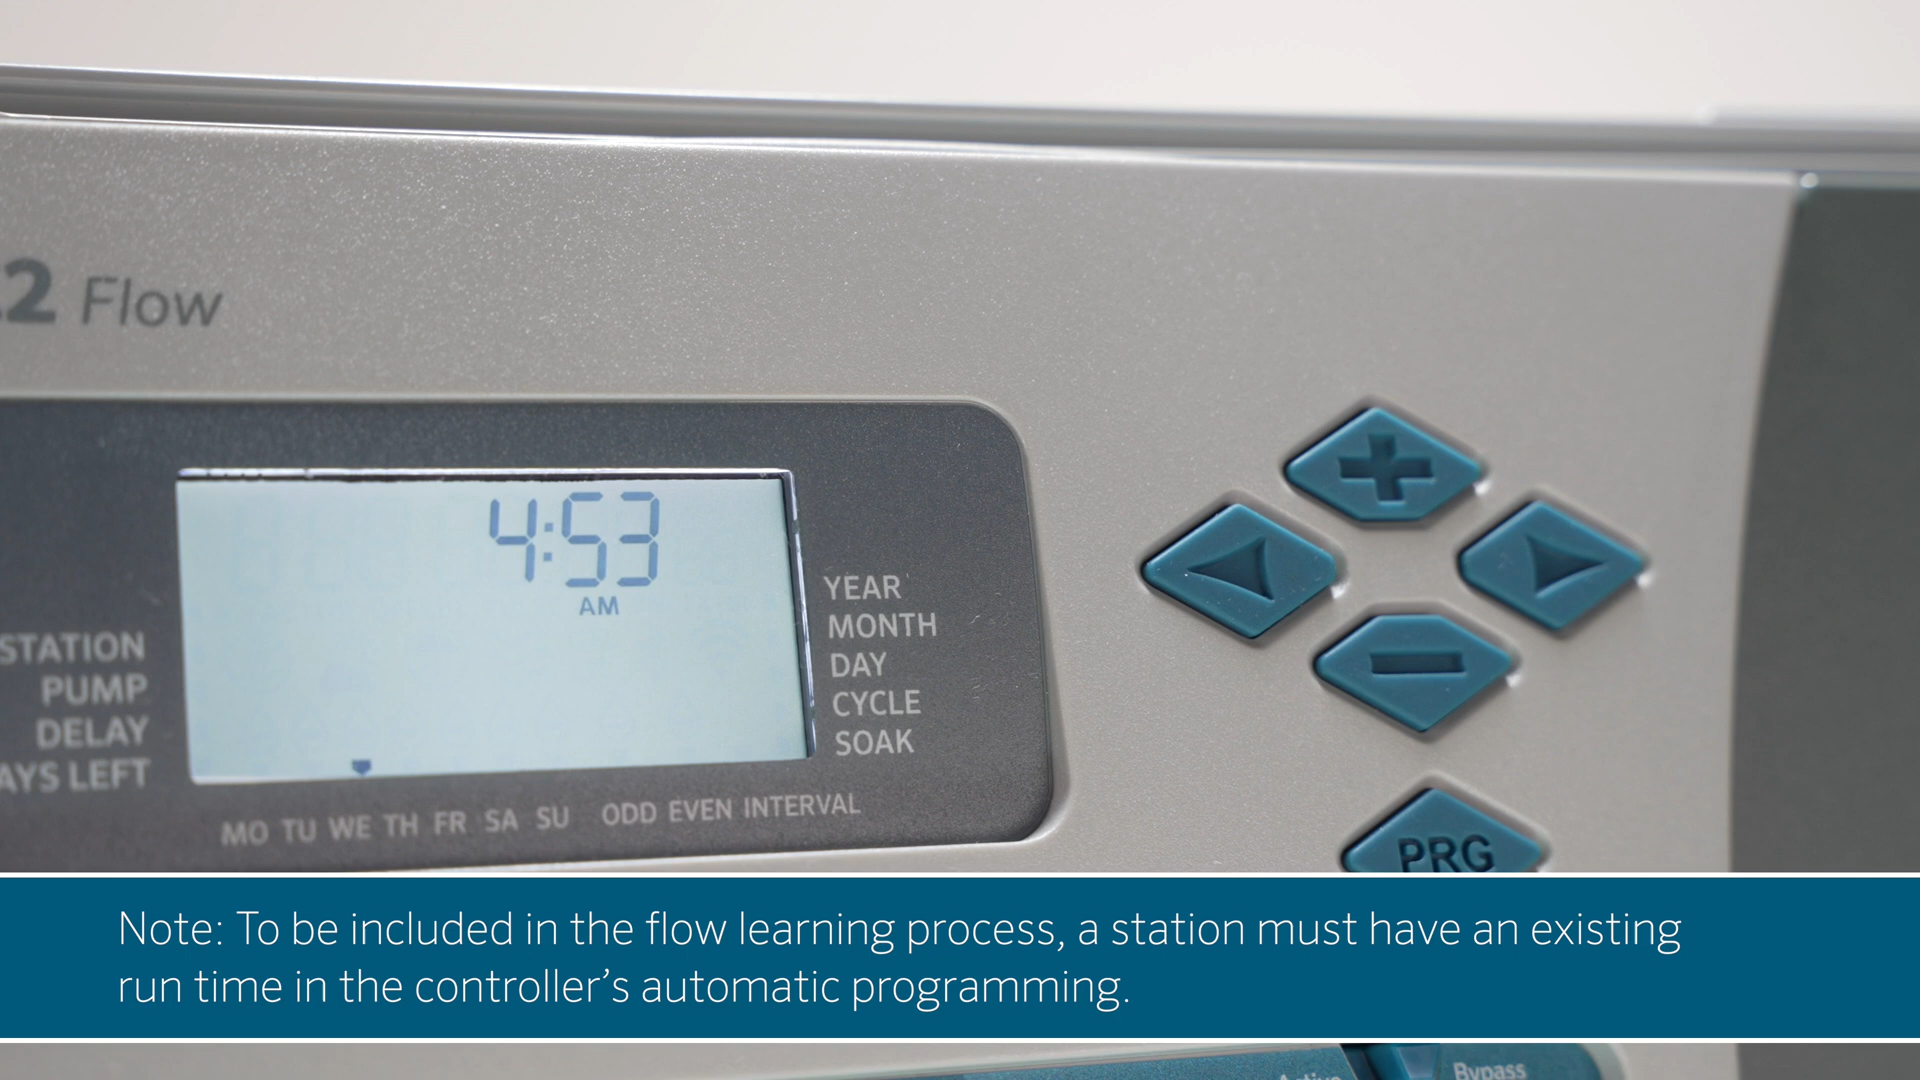 2 Flow
4:53
AM
STATION
PUMP
DELAY
AYS LEFT
YEAR
MONTH
DAY
CYCLE
SOAK
MO TU WE TH FR SA SU ODD EVEN INTERVAL
PRG
Note: To be included in the flow learning process, a station must have an existing
run time in the controller’s automatic programming.
Active
Bypass